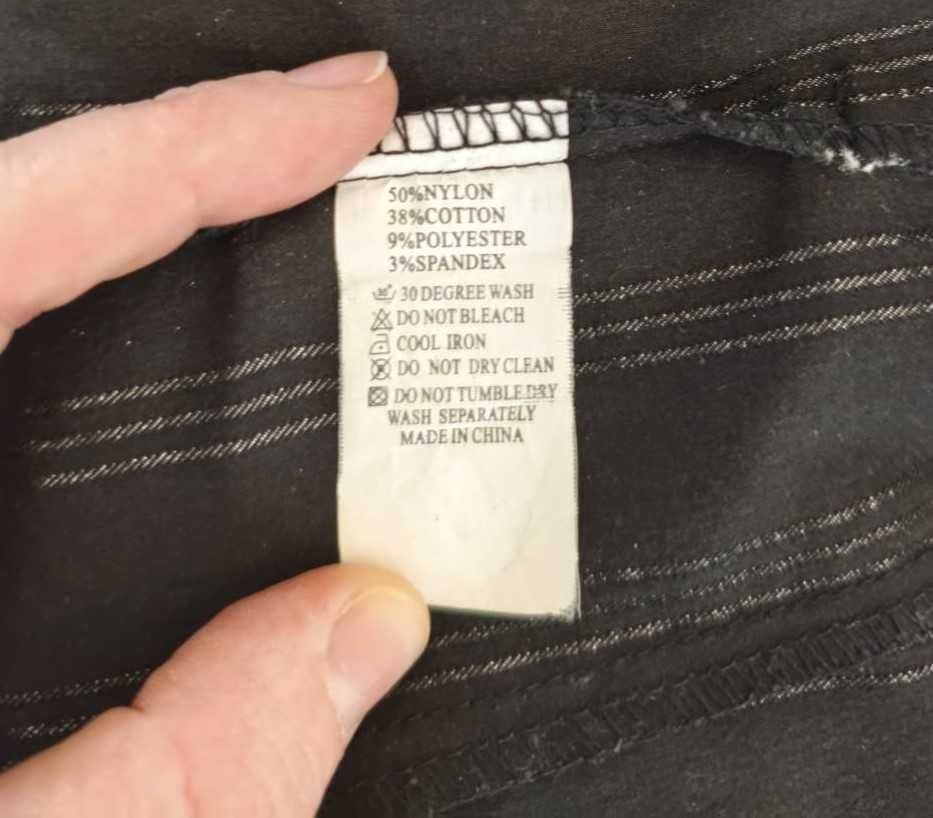 50%NYLON
38%COTTON
9%POLYESTER
3%SPANDEX
30° 30 DEGREE WASH
DO NOT BLEACH
COOL IRON
DO NOT DRY CLEAN
DO NOT TUMBLE DRY
WASH SEPARATELY
MADE IN CHINA